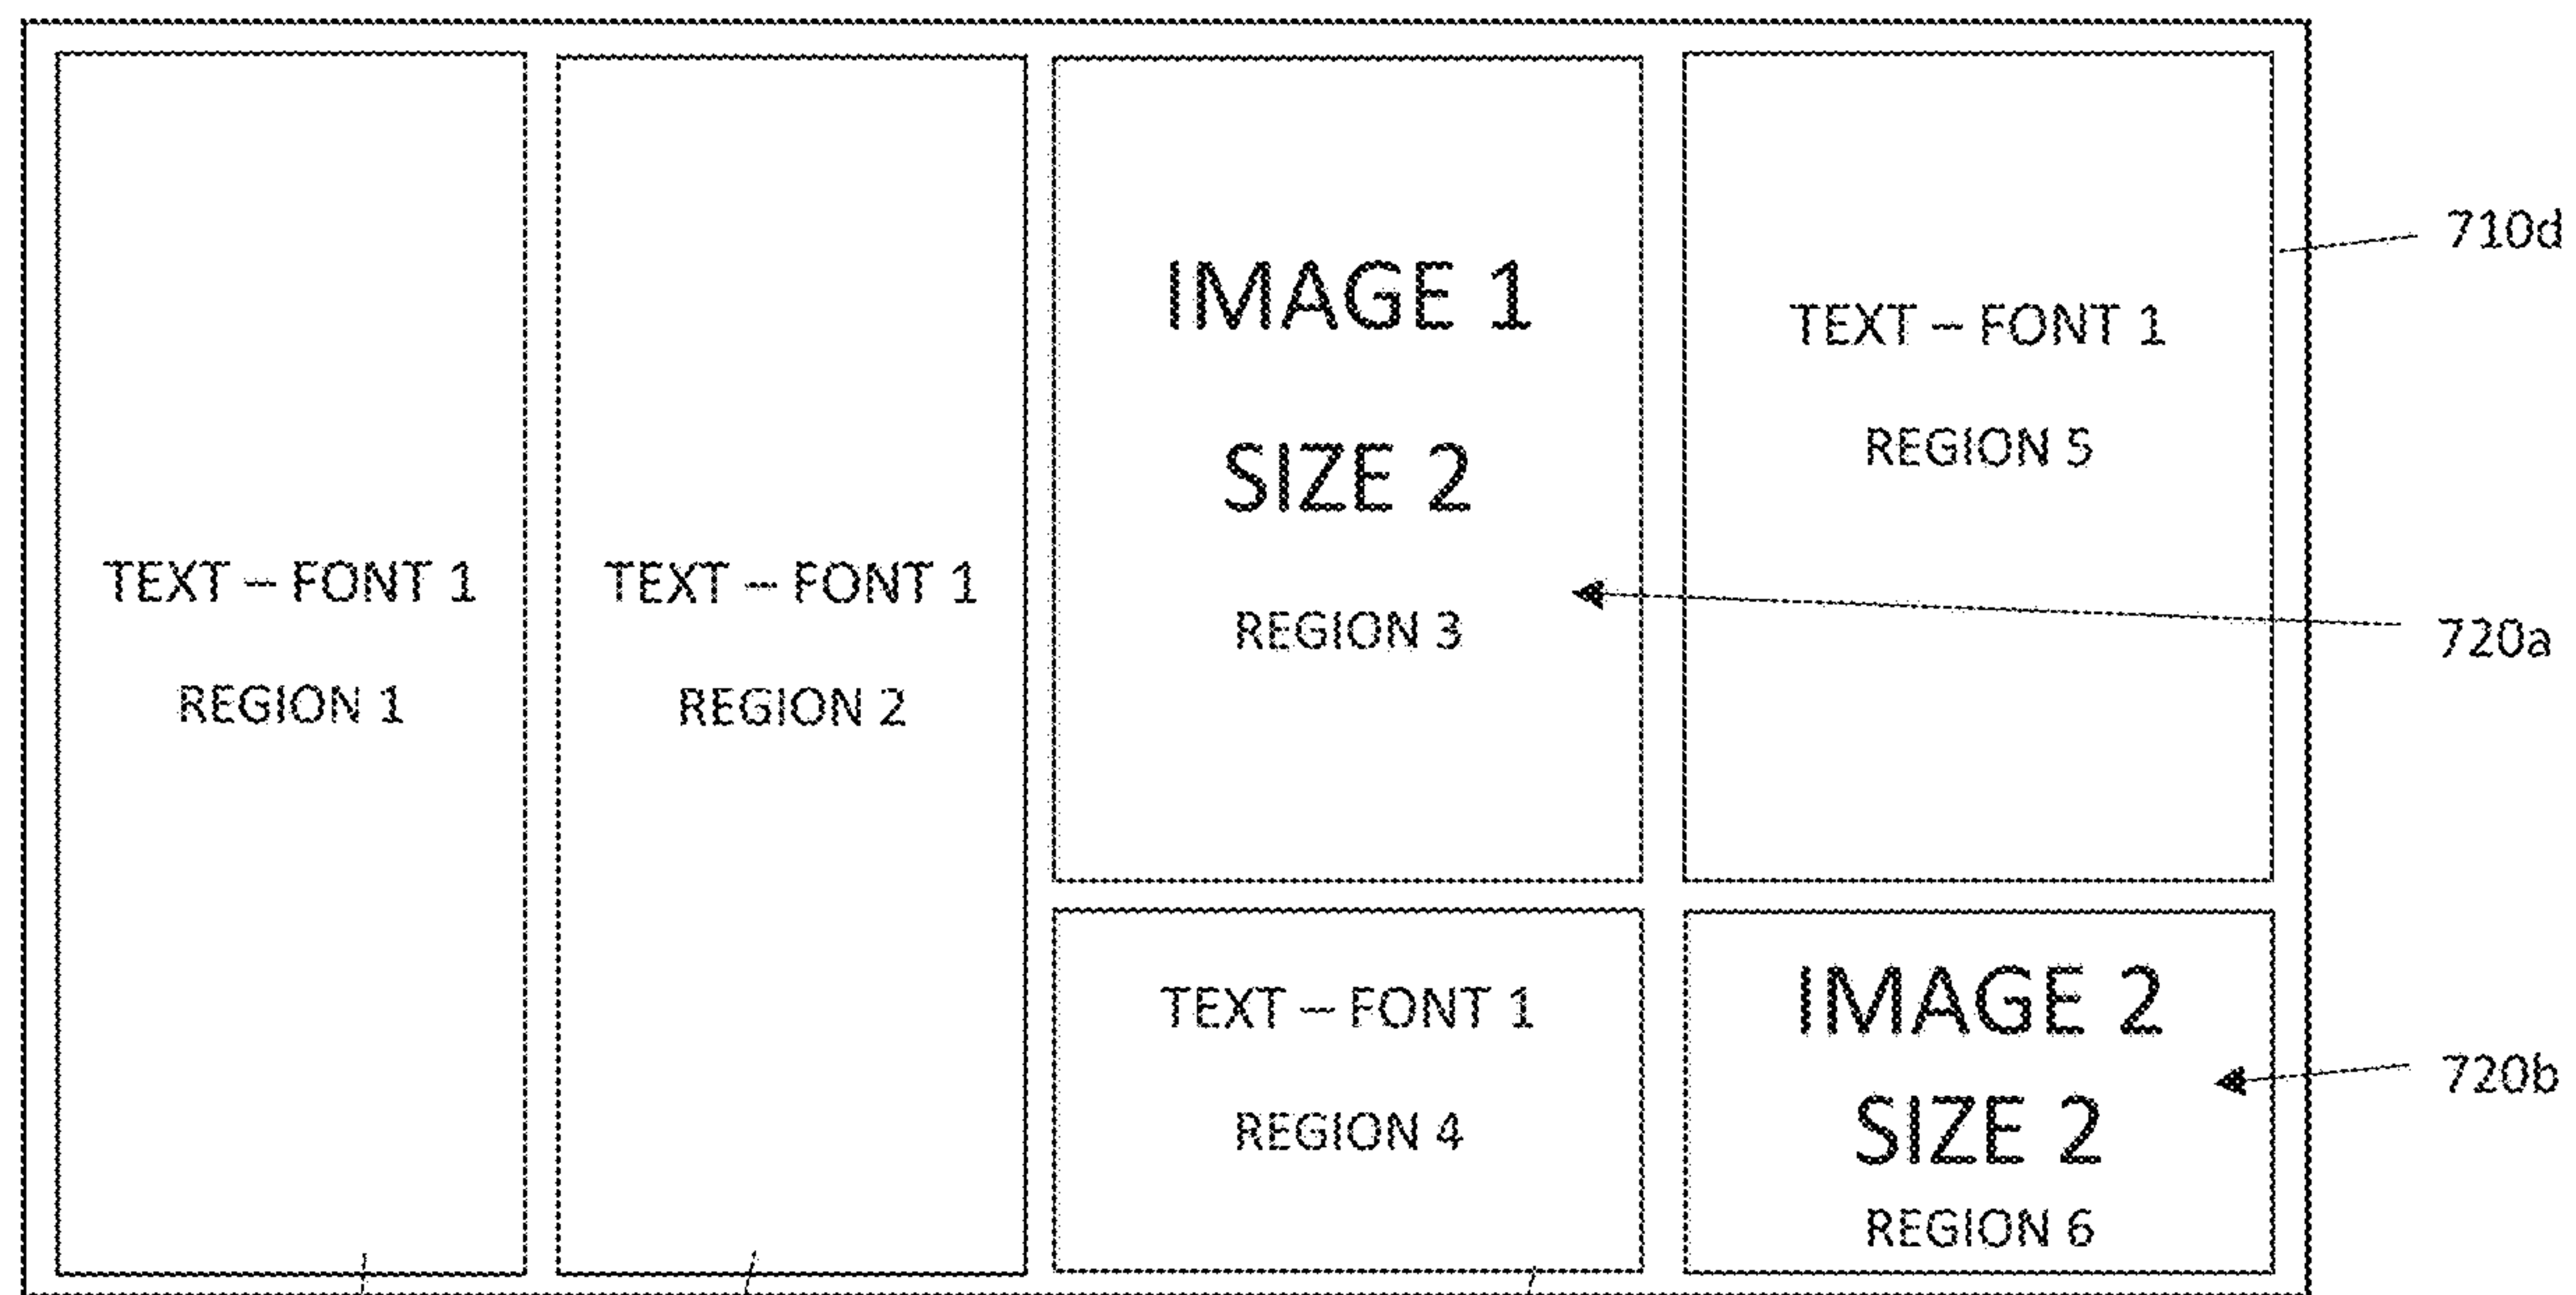 TEXT – FONT 1
REGION 1
TEXT – FONT 1
REGION 2
IMAGE 1
SIZE 2
REGION 3
TEXT – FONT 1
REGION 4
TEXT – FONT 1
REGION 5
IMAGE 2
SIZE 2
REGION 6
710d
720a
720b